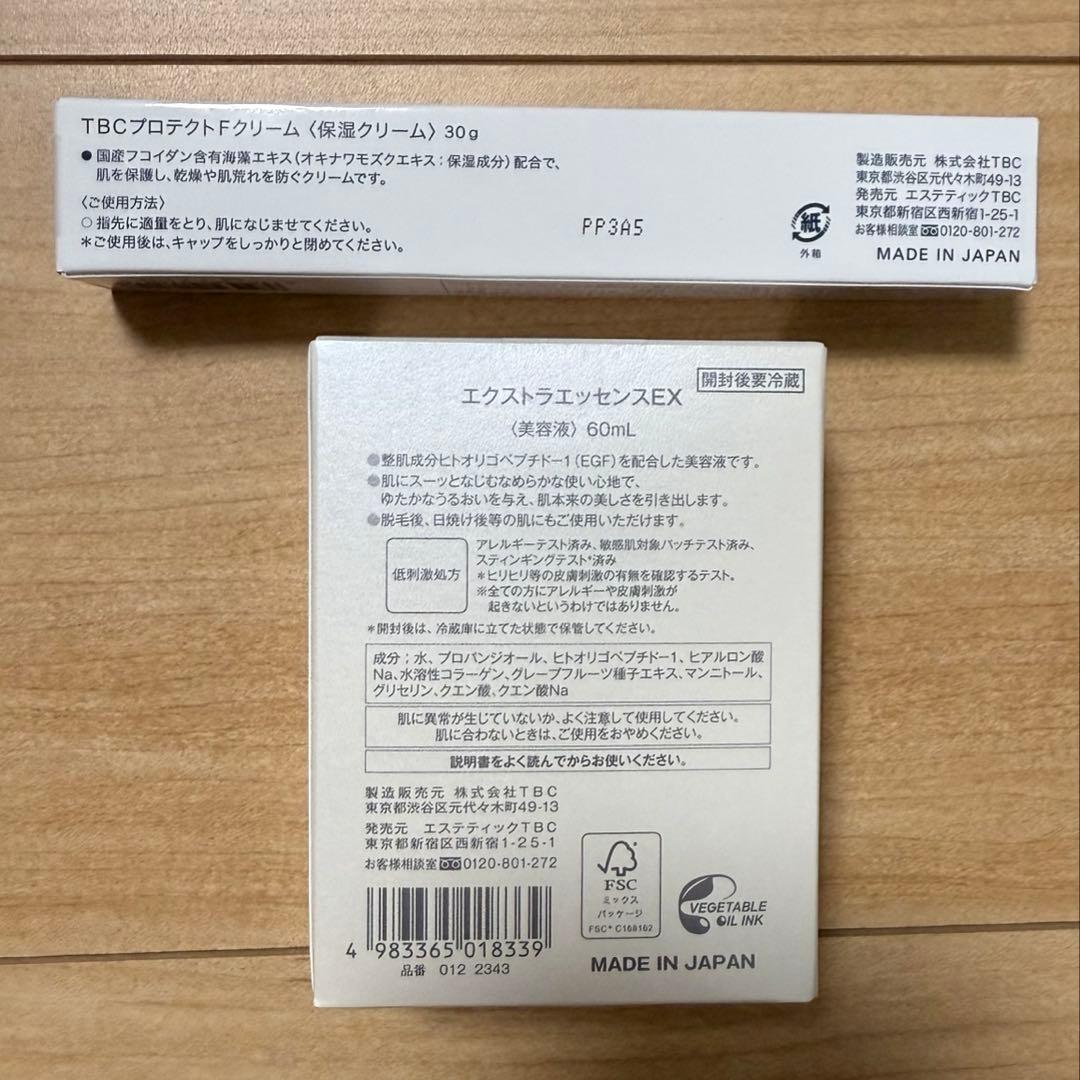 TBCプロテクトFクリーム〈保湿クリーム〉30g
●国産フコイダン含有海藻エキス(オキナワモズクエキス:保湿成分)配合で、
肌を保護し、乾燥や肌荒れを防ぐクリームです。
〈ご使用方法〉
○指先に適量をとり、肌になじませてください。
*ご使用後は、キャップをしっかりと閉めてください。
PP3A5
紙
外箱
製造販売元 株式会社TBC
東京都渋谷区元代々木町49-13
発売元 エステティックTBC
東京都新宿区西新宿1-25-1
お客様相談室 0120-801-272
MADE IN JAPAN
開封後要冷蔵
エクストラエッセンスEX
〈美容液〉60mL
●整肌成分ヒトオリゴペプチド-1(EGF)を配合した美容液です。
●肌にスーッとなじむなめらかな使い心地で、
ゆたかなうるおいを与え、肌本来の美しさを引き出します。
●脱毛後、日焼け後等の肌にもご使用いただけます。
低刺激処方
アレルギーテスト済み、敏感肌対象パッチテスト済み、
スティンギングテスト*済み
*ヒリヒリ等の皮膚刺激の有無を確認するテスト。
※全ての方にアレルギーや皮膚刺激が
起きないというわけではありません。
*開封後は、冷蔵庫に立てた状態で保管してください。
成分;水、プロパンジオール、ヒトオリゴペプチド-1、ヒアルロン酸
Na、水溶性コラーゲン、グレープフルーツ種子エキス、マンニトール、
グリセリン、クエン酸、クエン酸Na
肌に異常が生じていないか、よく注意して使用してください。
肌に合わないときは、ご使用をおやめください。
説明書をよく読んでからお使いください。
製造販売元 株式会社TBC
東京都渋谷区元代々木町49-13
発売元 エステティックTBC
東京都新宿区西新宿1-25-1
お客様相談室 0120-801-272
4 983365 018339
品番 012 2343
FSC
ミックス
パッケージ
FSC® C168162
VEGETABLE
OIL INK
MADE IN JAPAN